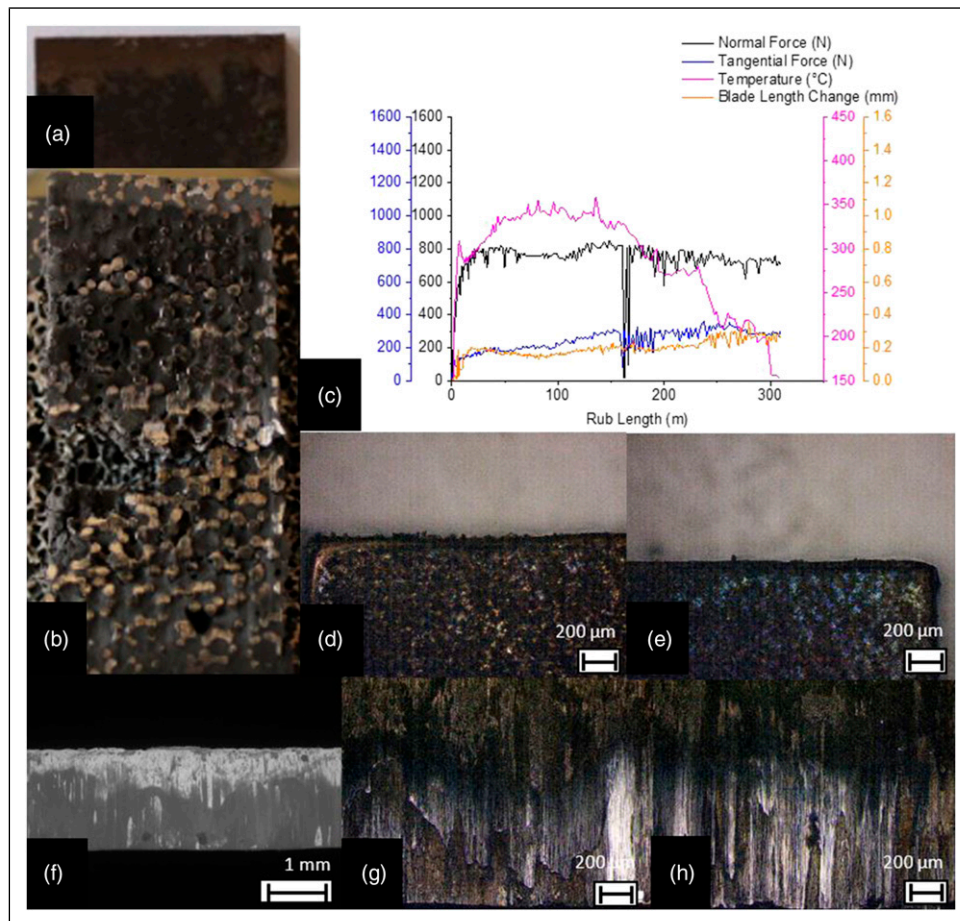 (a)
Normal Force (N)
Tangential Force (N)
Temperature (°C)
Blade Length Change (mm)
1600 1600 450 1.6
1400 1400 1.4
400
1200 1200 1.2
350
1000 1000 1.0
800 800 300 0.8
600 600 0.6
250
400 400 0.4
200
200 200 0.2
0 0 150 0.0
0 100 200 300
Rub Length (m)
(c)
(b)
(d)
200 µm
(e)
200 µm
(f)
1 mm
(g)
200 µm
(h)
200 µm